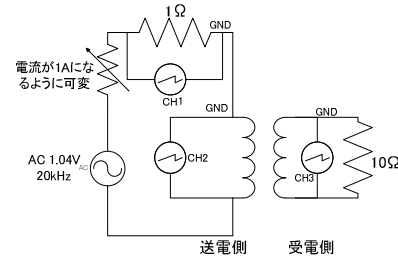 1Ω
GND
電流が1Aにな
るように可変
CH1
GND
GND
AC 1.04V
20kHz
AC
CH2
CH3
10Ω
送電側
受電側